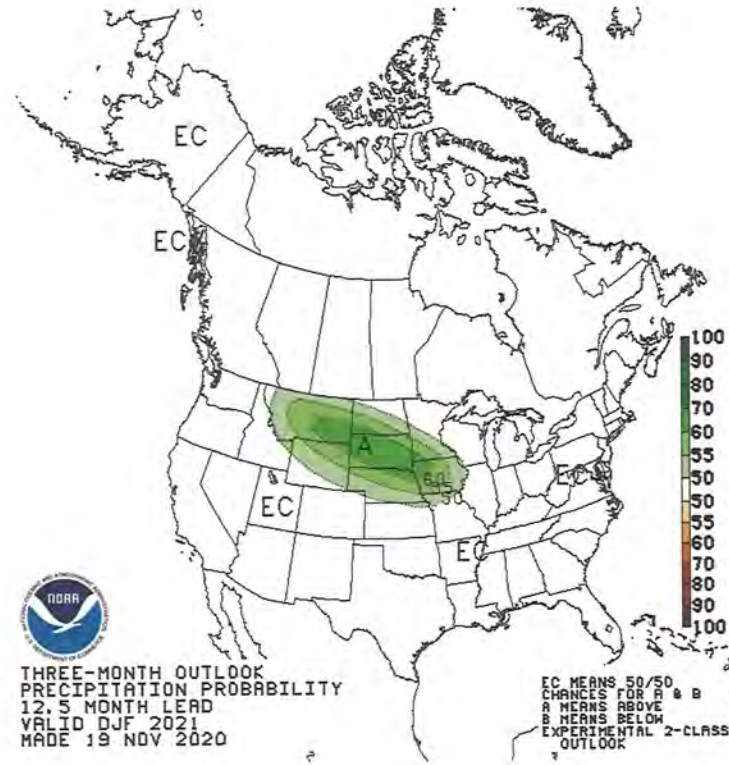 EC
EC
A
EC
EC
EC
100
90
80
70
60
55
50
50
55
60
70
80
90
100
NOAA
THREE-MONTH OUTLOOK
PRECIPITATION PROBABILITY
12.5 MONTH LEAD
VALID DJF 2021
MADE 19 NOV 2020
EC MEANS 50/50
CHANCES FOR A & B
A MEANS ABOVE
B MEANS BELOW
EXPERIMENTAL 2-CLASS
OUTLOOK